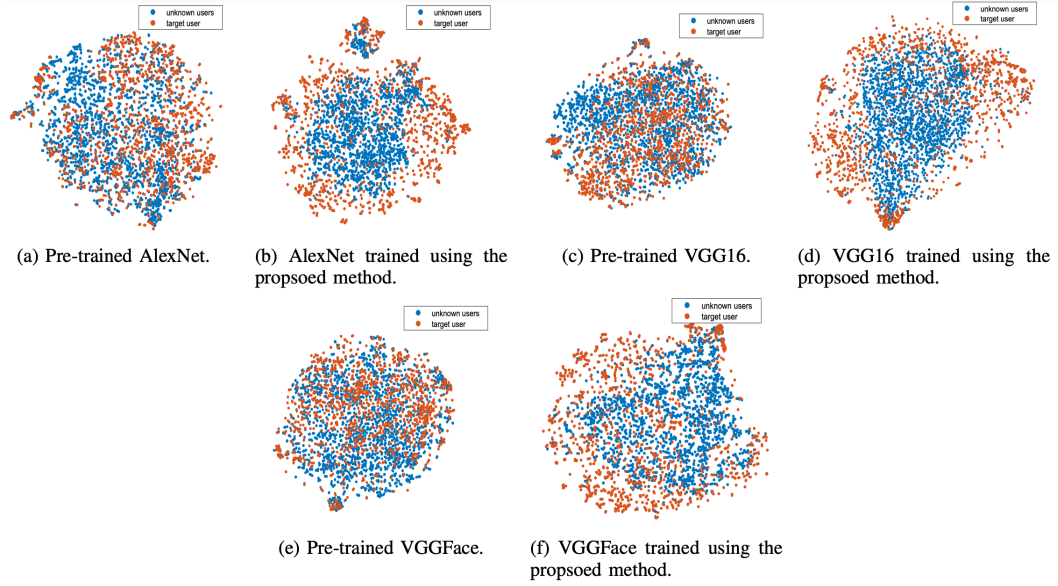 unknown users
target user
unknown users
target user
unknown users
target user
unknown users
target user
(a) Pre-trained AlexNet.
(b) AlexNet trained using the
propsoed method.
(c) Pre-trained VGG16.
(d) VGG16 trained using the
propsoed method.
unknown users
target user
unknown users
target user
(e) Pre-trained VGGFace.
(f) VGGFace trained using the
propsoed method.